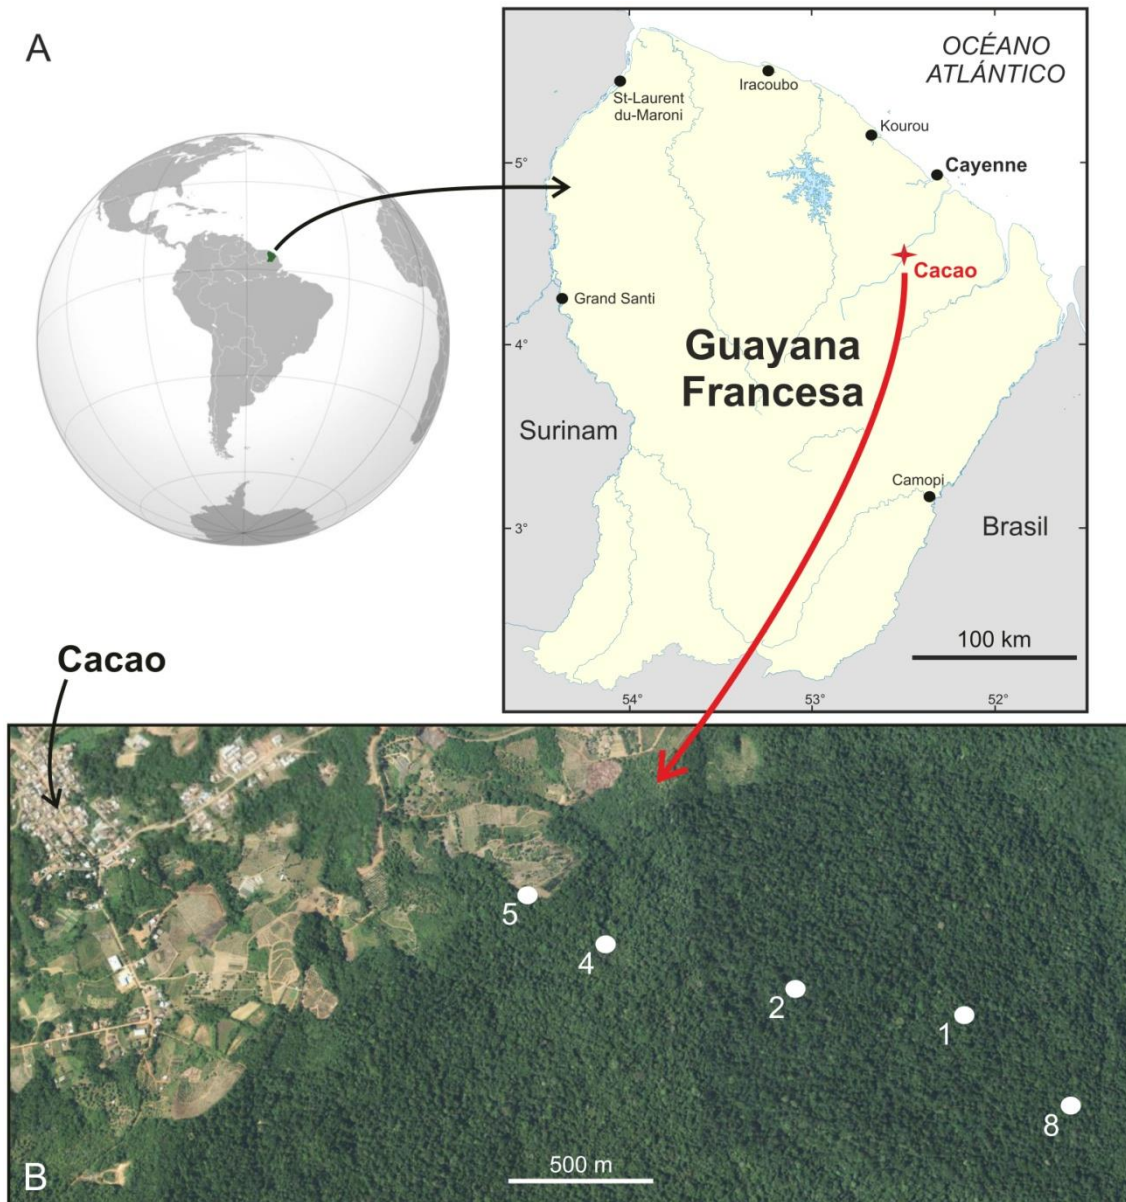 A
OCÉANO
ATLÁNTICO
St-Laurent
du-Maroni
Iracoubo
Kourou
5°
Cayenne
Cacao
Grand Santi
4°
Guayana
Francesa
Surinam
Camopi
3°
Brasil
100 km
54°
53°
52°
Cacao
5
4
2
1
8
500 m
B